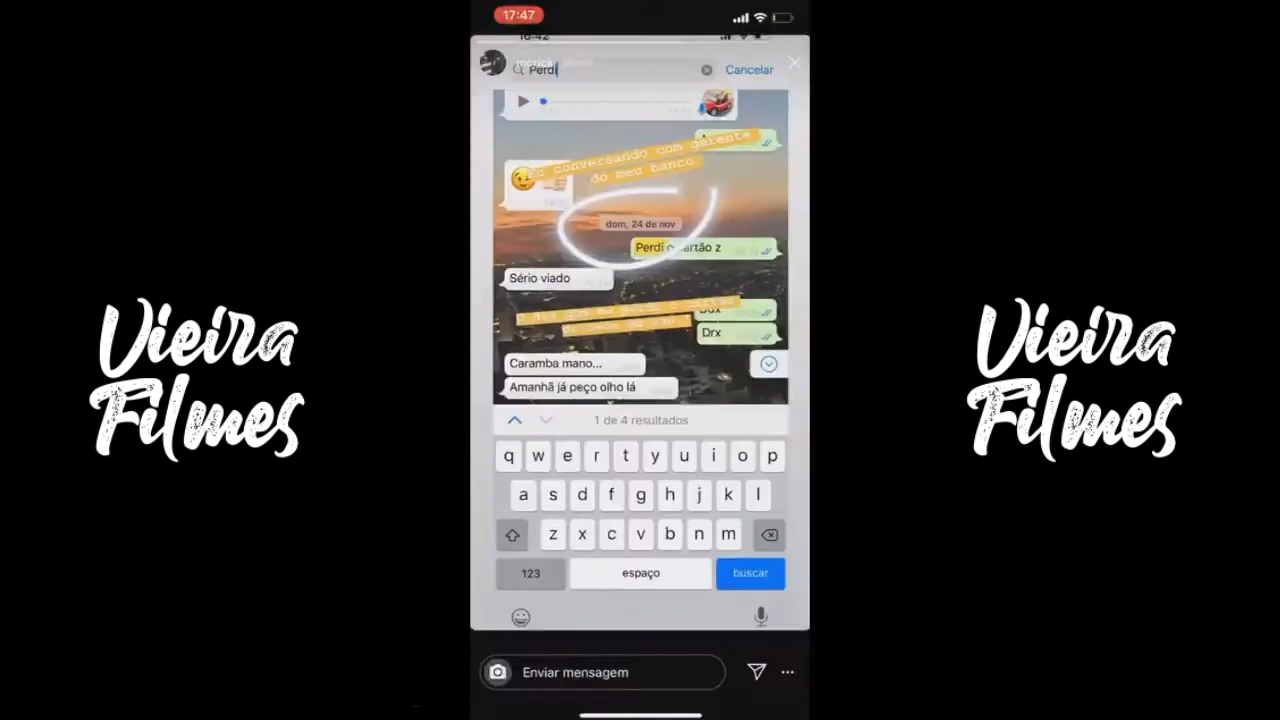 17:47
16:42
Perdi
Cancelar
conversando com gerente
do meu banco
dom, 24 de nov
Perdi o cartão z
Sério viado
Drx
Caramba mano...
Amanhã já peço olho lá
1 de 4 resultados
q w e r t y u i o p
a s d f g h j k l
z x c v b n m
123
espaço
buscar
Enviar mensagem
Vieira
Filmes
Vieira
Filmes